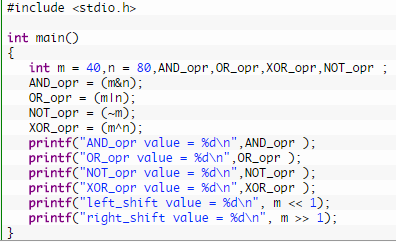 #include <stdio.h>
int main()
{
int m = 40,n = 80,AND_opr,OR_opr,XOR_opr,NOT_opr ;
AND_opr = (m&n);
OR_opr = (m|n);
NOT_opr = (~m);
XOR_opr = (m^n);
printf("AND_opr value = %d\n",AND_opr );
printf("OR_opr value = %d\n",OR_opr );
printf("NOT_opr value = %d\n",NOT_opr );
printf("XOR_opr value = %d\n",XOR_opr );
printf("left_shift value = %d\n", m << 1);
printf("right_shift value = %d\n", m >> 1);
}